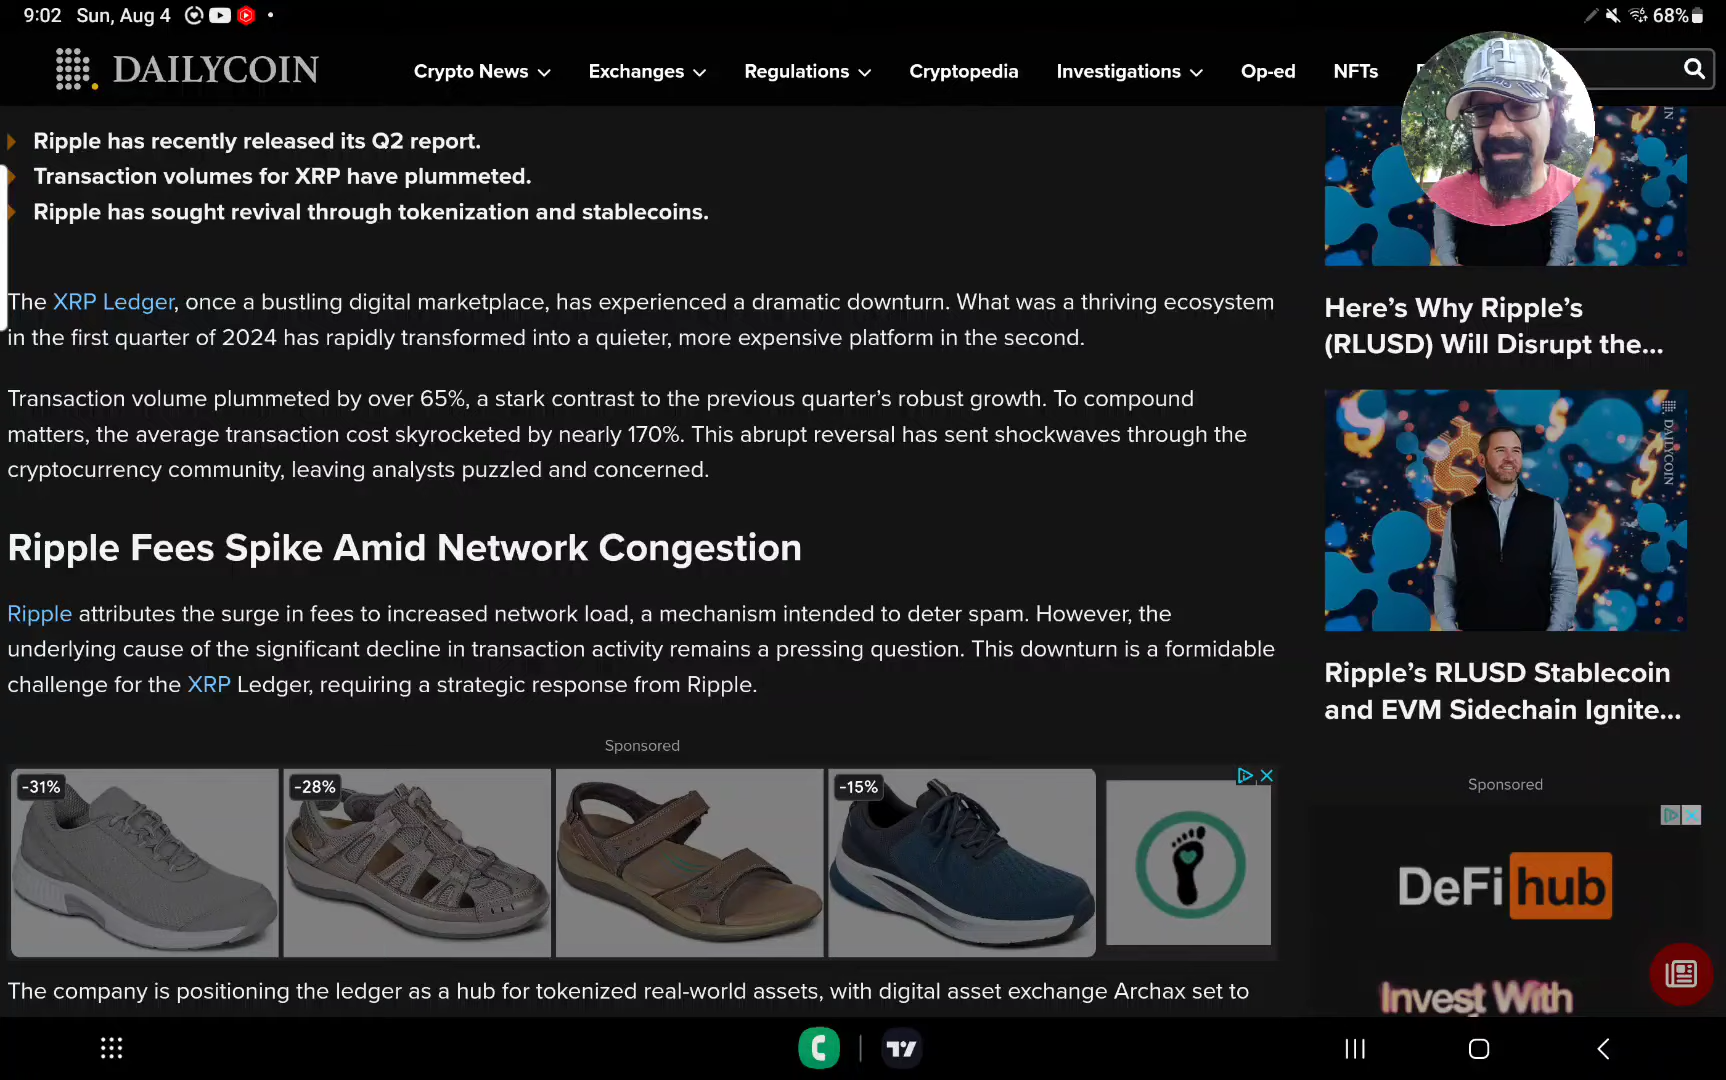 9:02 Sun, Aug 4
68%
DAILYCOIN
Crypto News
Exchanges
Regulations
Cryptopedia
Investigations
Op-ed
NFTs
Ripple has recently released its Q2 report.
Transaction volumes for XRP have plummeted.
Ripple has sought revival through tokenization and stablecoins.
The XRP Ledger, once a bustling digital marketplace, has experienced a dramatic downturn. What was a thriving ecosystem
in the first quarter of 2024 has rapidly transformed into a quieter, more expensive platform in the second.
Transaction volume plummeted by over 65%, a stark contrast to the previous quarter’s robust growth. To compound
matters, the average transaction cost skyrocketed by nearly 170%. This abrupt reversal has sent shockwaves through the
cryptocurrency community, leaving analysts puzzled and concerned.
Ripple Fees Spike Amid Network Congestion
Ripple attributes the surge in fees to increased network load, a mechanism intended to deter spam. However, the
underlying cause of the significant decline in transaction activity remains a pressing question. This downturn is a formidable
challenge for the XRP Ledger, requiring a strategic response from Ripple.
Sponsored
-31%
-28%
-15%
The company is positioning the ledger as a hub for tokenized real-world assets, with digital asset exchange Archax set to
Here’s Why Ripple’s
(RLUSD) Will Disrupt the...
DAILYCOIN
Ripple’s RLUSD Stablecoin
and EVM Sidechain Ignite...
Sponsored
DeFi hub
Invest With